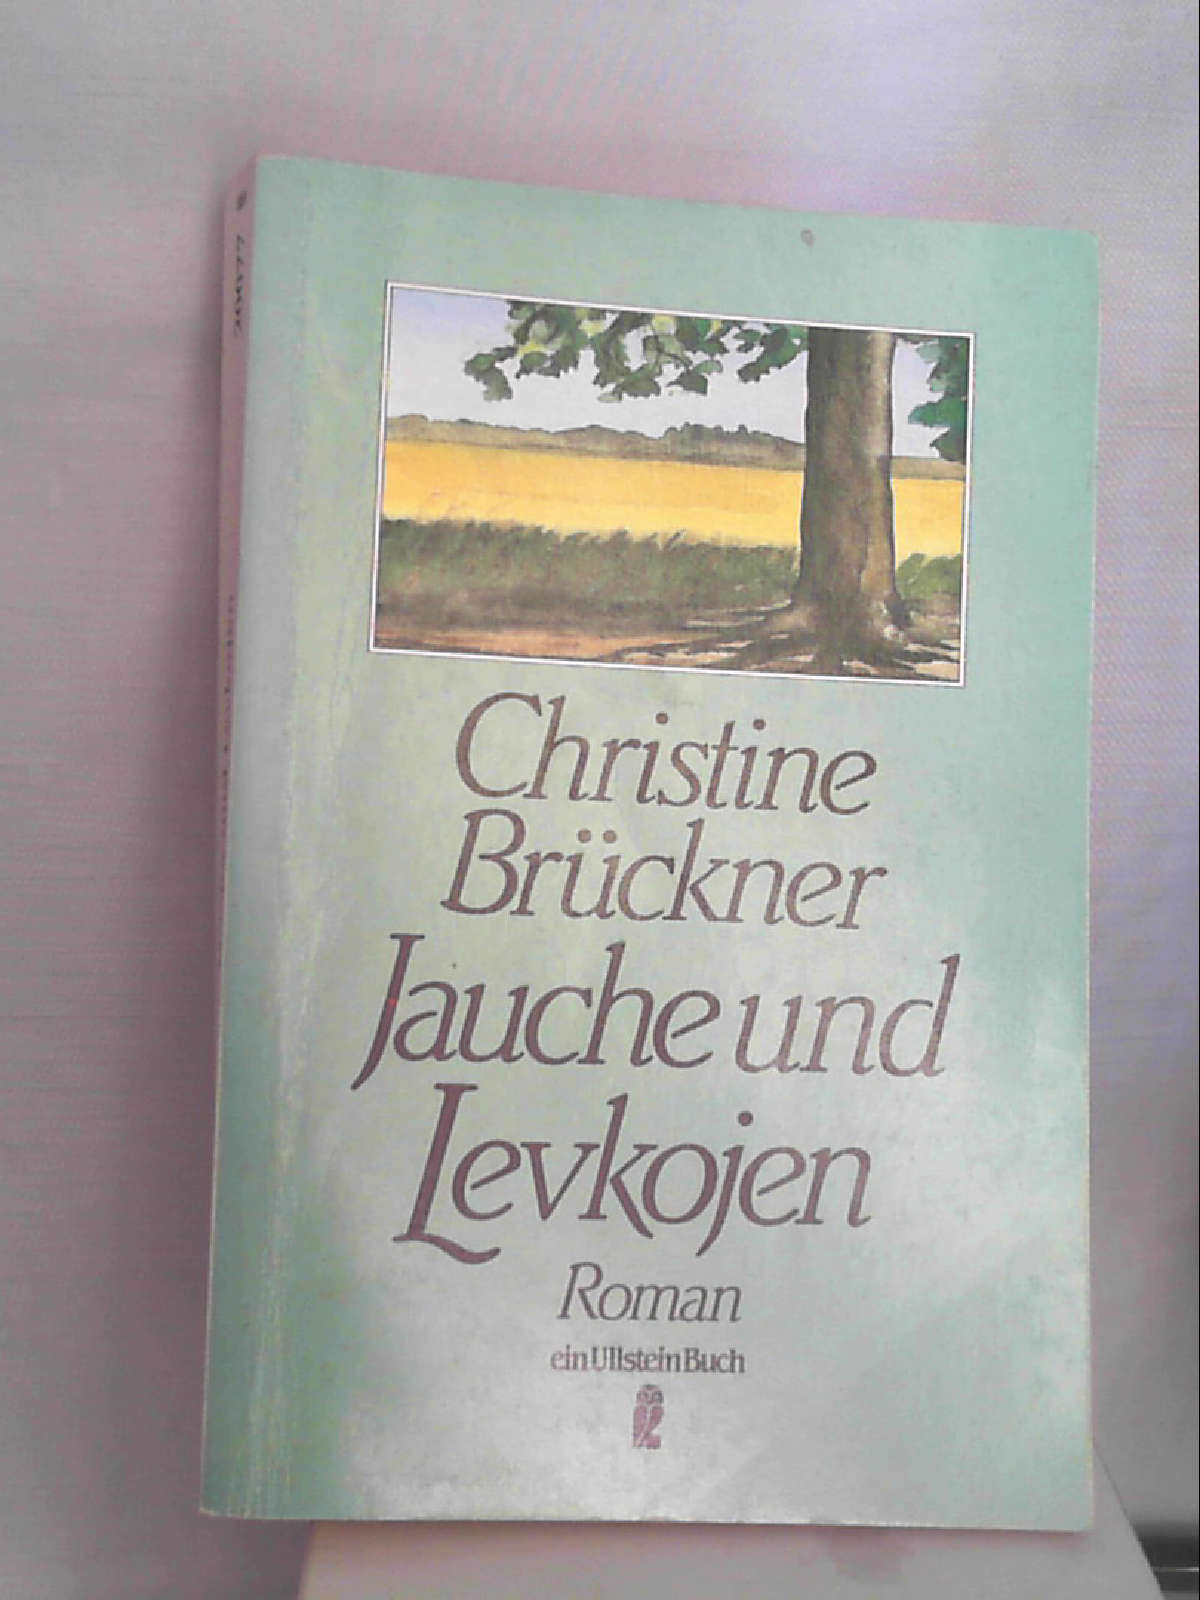 Christine
Brückner
Jauche und
Levkojen
Roman
ein Ullstein Buch